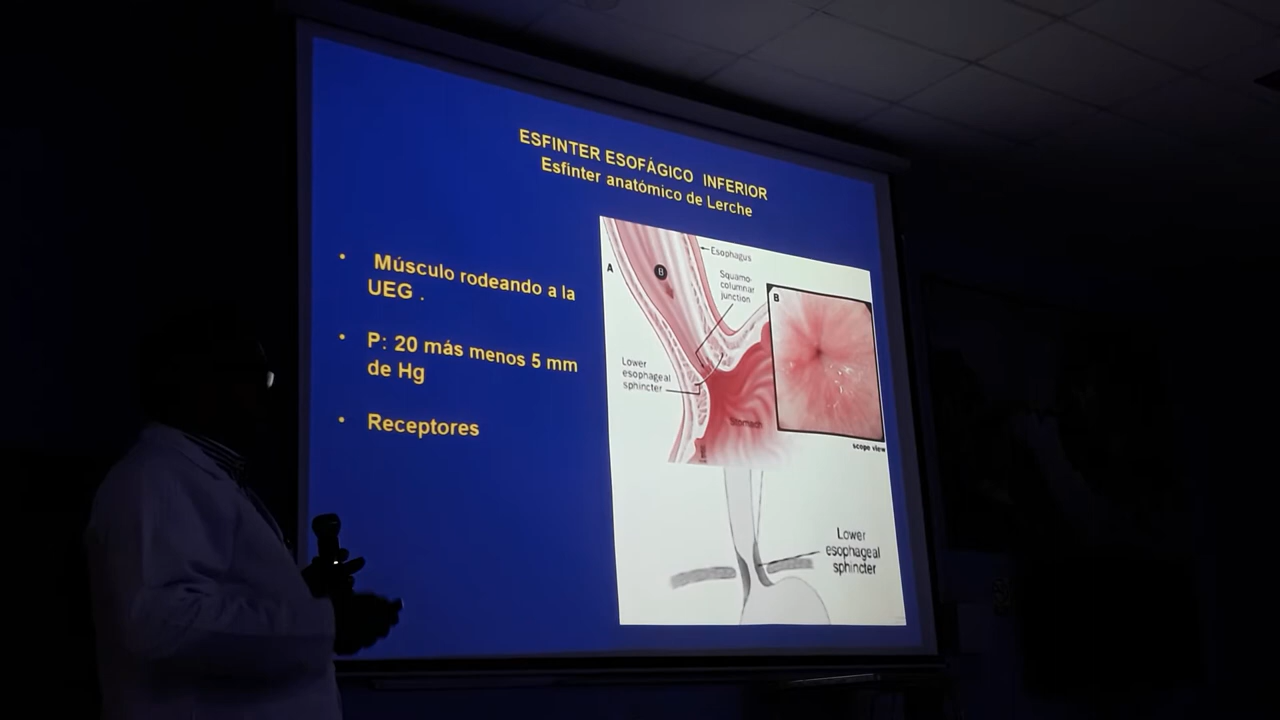 ESFINTER ESOFÁGICO INFERIOR
Esfinter anatómico de Lerche
• Músculo rodeando a la
UEG .
• P: 20 más menos 5 mm
de Hg
• Receptores
A
B
Esophagus
Squamo-
columnar
junction
Lower
esophageal
sphincter
Stomach
B
scope view
Lower
esophageal
sphincter